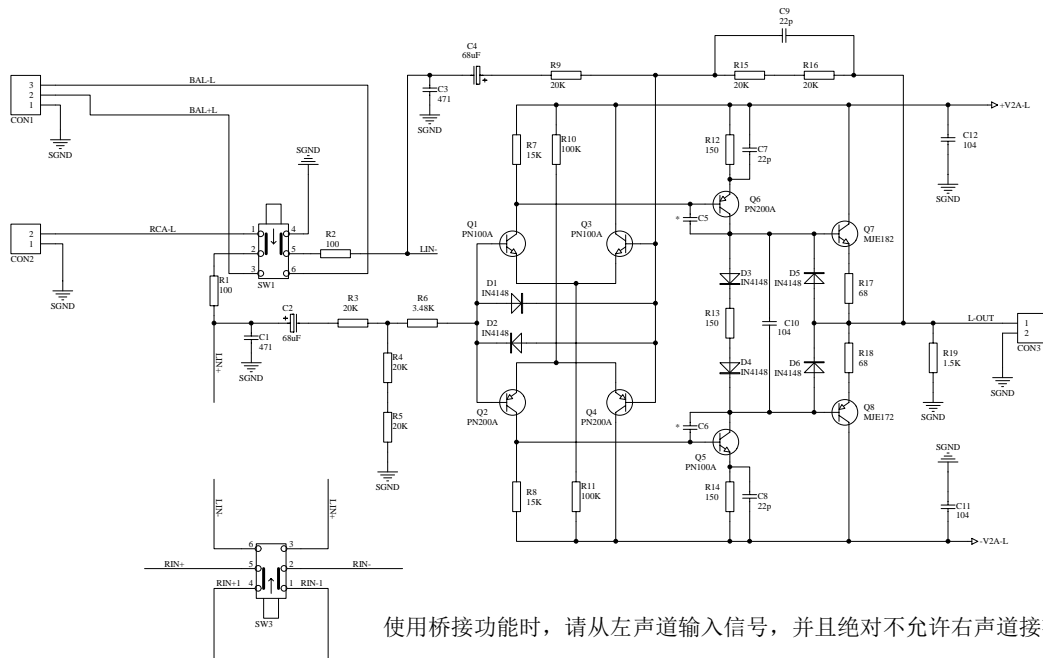 C9
22p
C4
68uF
R9
20K
R15
20K
R16
20K
3
2
1
CON1
BAL-L
BAL+L
SGND
C3
471
SGND
+V2A-L
R7
15K
R10
100K
R12
150
C7
22p
C12
104
SGND
SGND
Q6
PN200A
2
1
CON2
RCA-L
SGND
1
2
3
4
5
6
SW1
R2
100
LIN-
Q1
PN100A
Q3
PN100A
* C5
Q7
MJE182
R1
100
D1
IN4148
D2
IN4148
D3
IN4148
D5
IN4148
R17
68
C2
68uF
R3
20K
R6
3.48K
R13
150
C10
104
L-OUT
1
2
CON3
SGND
C1
471
SGND
LIN+
R4
20K
R5
20K
SGND
D4
IN4148
D6
IN4148
R18
68
R19
1.5K
SGND
Q2
PN200A
Q4
PN200A
* C6
Q8
MJE172
Q5
PN100A
R8
15K
R11
100K
R14
150
C8
22p
SGND
C11
104
-V2A-L
LIN-
LIN+
6
5
4
3
2
1
RIN+
RIN-
RIN+1
RIN-1
SW3
使用桥接功能时，请从左声道输入信号，并且绝对不允许右声道接